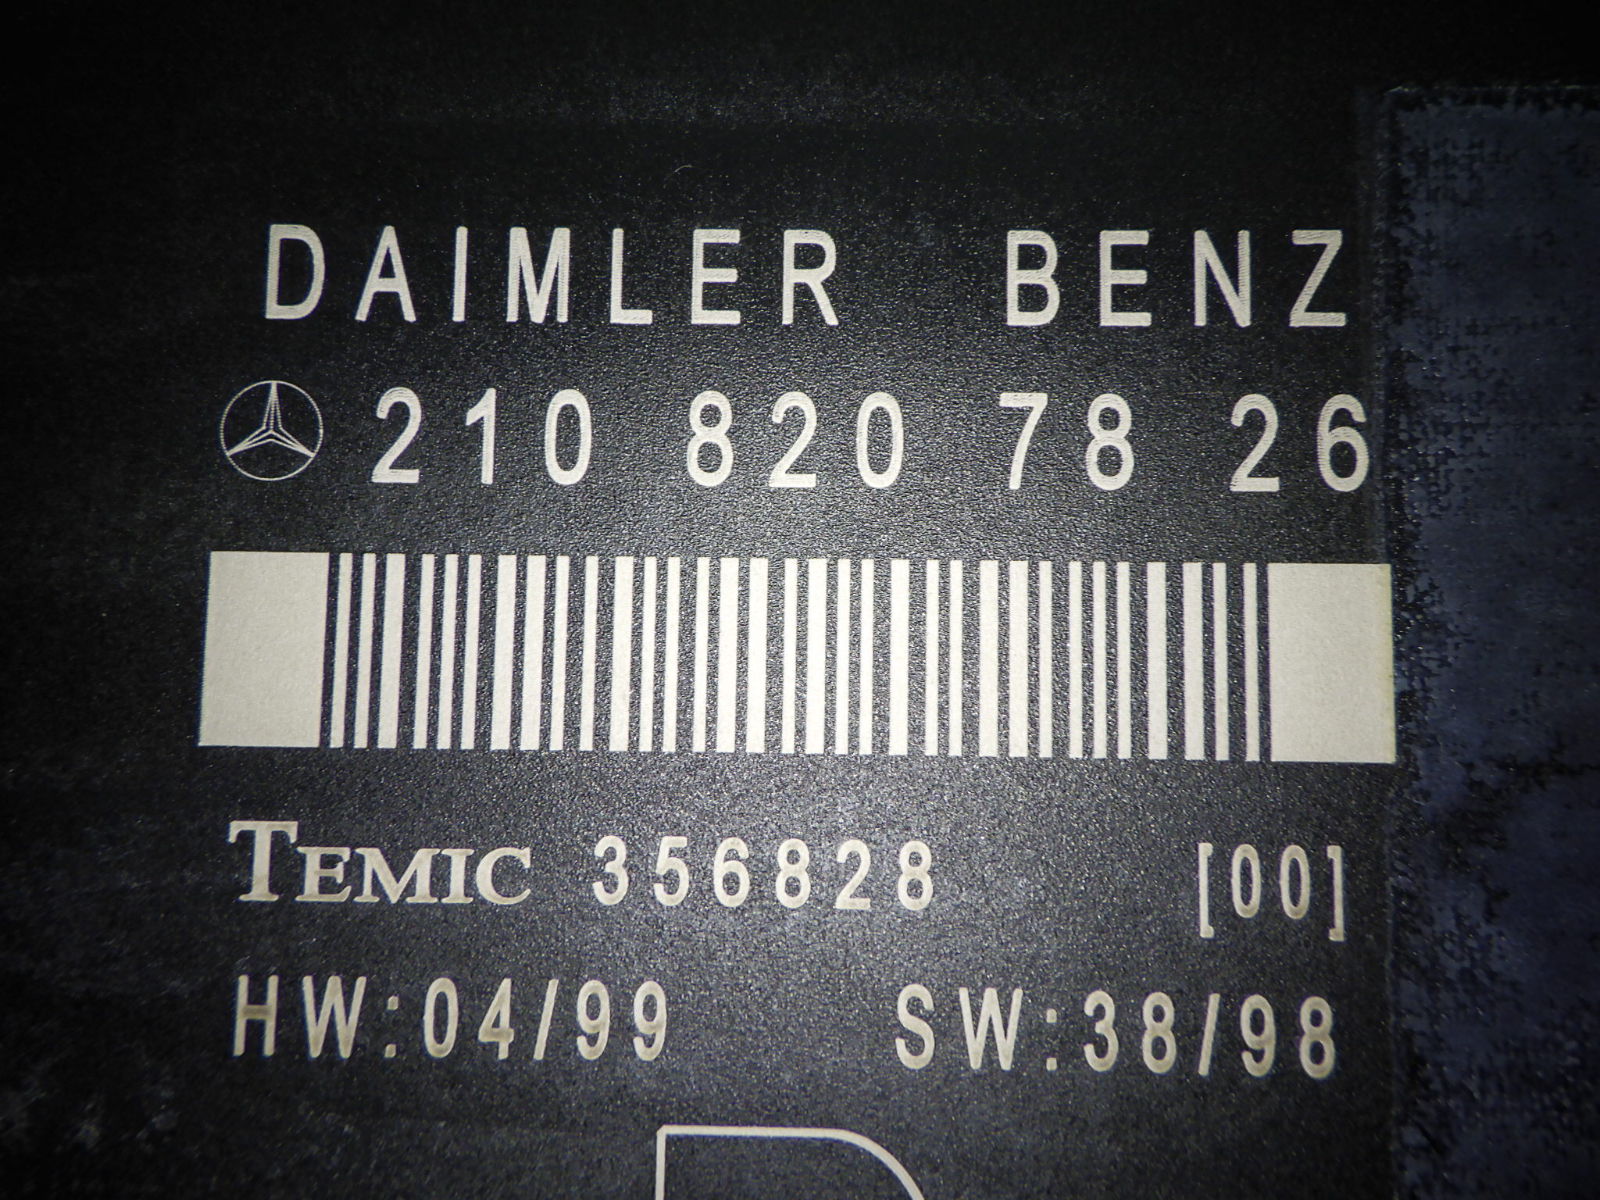 DAIMLER BENZ
210 820 78 26
TEMIC 356828 [00]
HW:04/99 SW:38/98